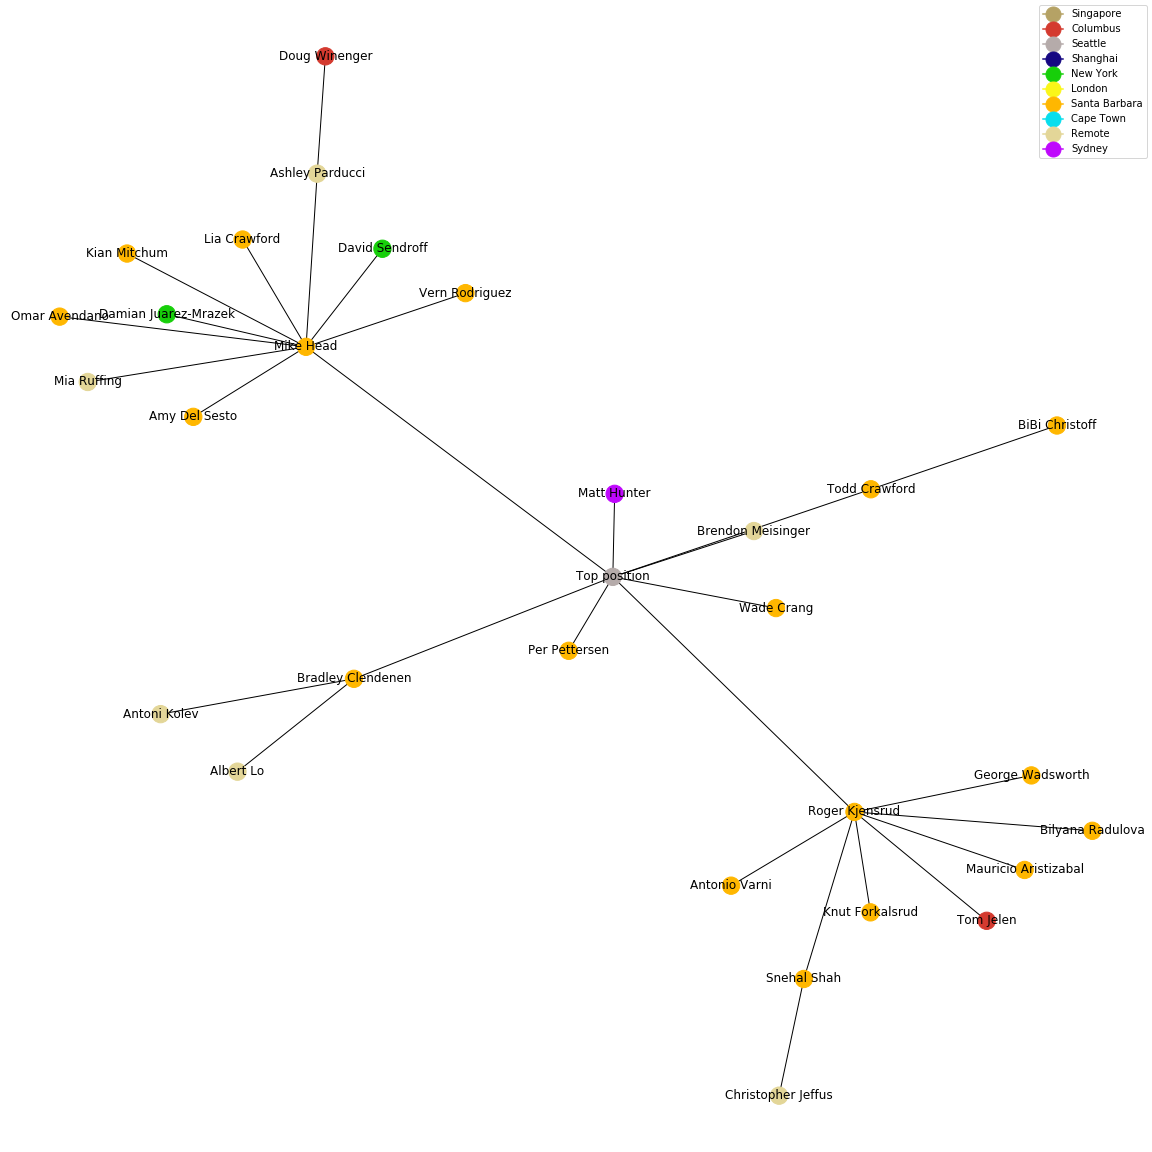 Singapore
Columbus
Seattle
Shanghai
New York
London
Santa Barbara
Cape Town
Remote
Sydney
Doug Winenger
Ashley Parducci
Lia Crawford
David Sendroff
Kian Mitchum
Vern Rodriguez
Omar Avendano
Damian Juarez-Mrazek
Mike Head
Mia Ruffing
Amy Del Sesto
BiBi Christoff
Todd Crawford
Matt Hunter
Brendon Meisinger
Top position
Wade Crang
Per Pettersen
Bradley Clendenen
Antoni Kolev
Albert Lo
George Wadsworth
Roger Kjensrud
Bilyana Radulova
Mauricio Aristizabal
Antonio Varni
Knut Forkalsrud
Tom Jelen
Snehal Shah
Christopher Jeffus